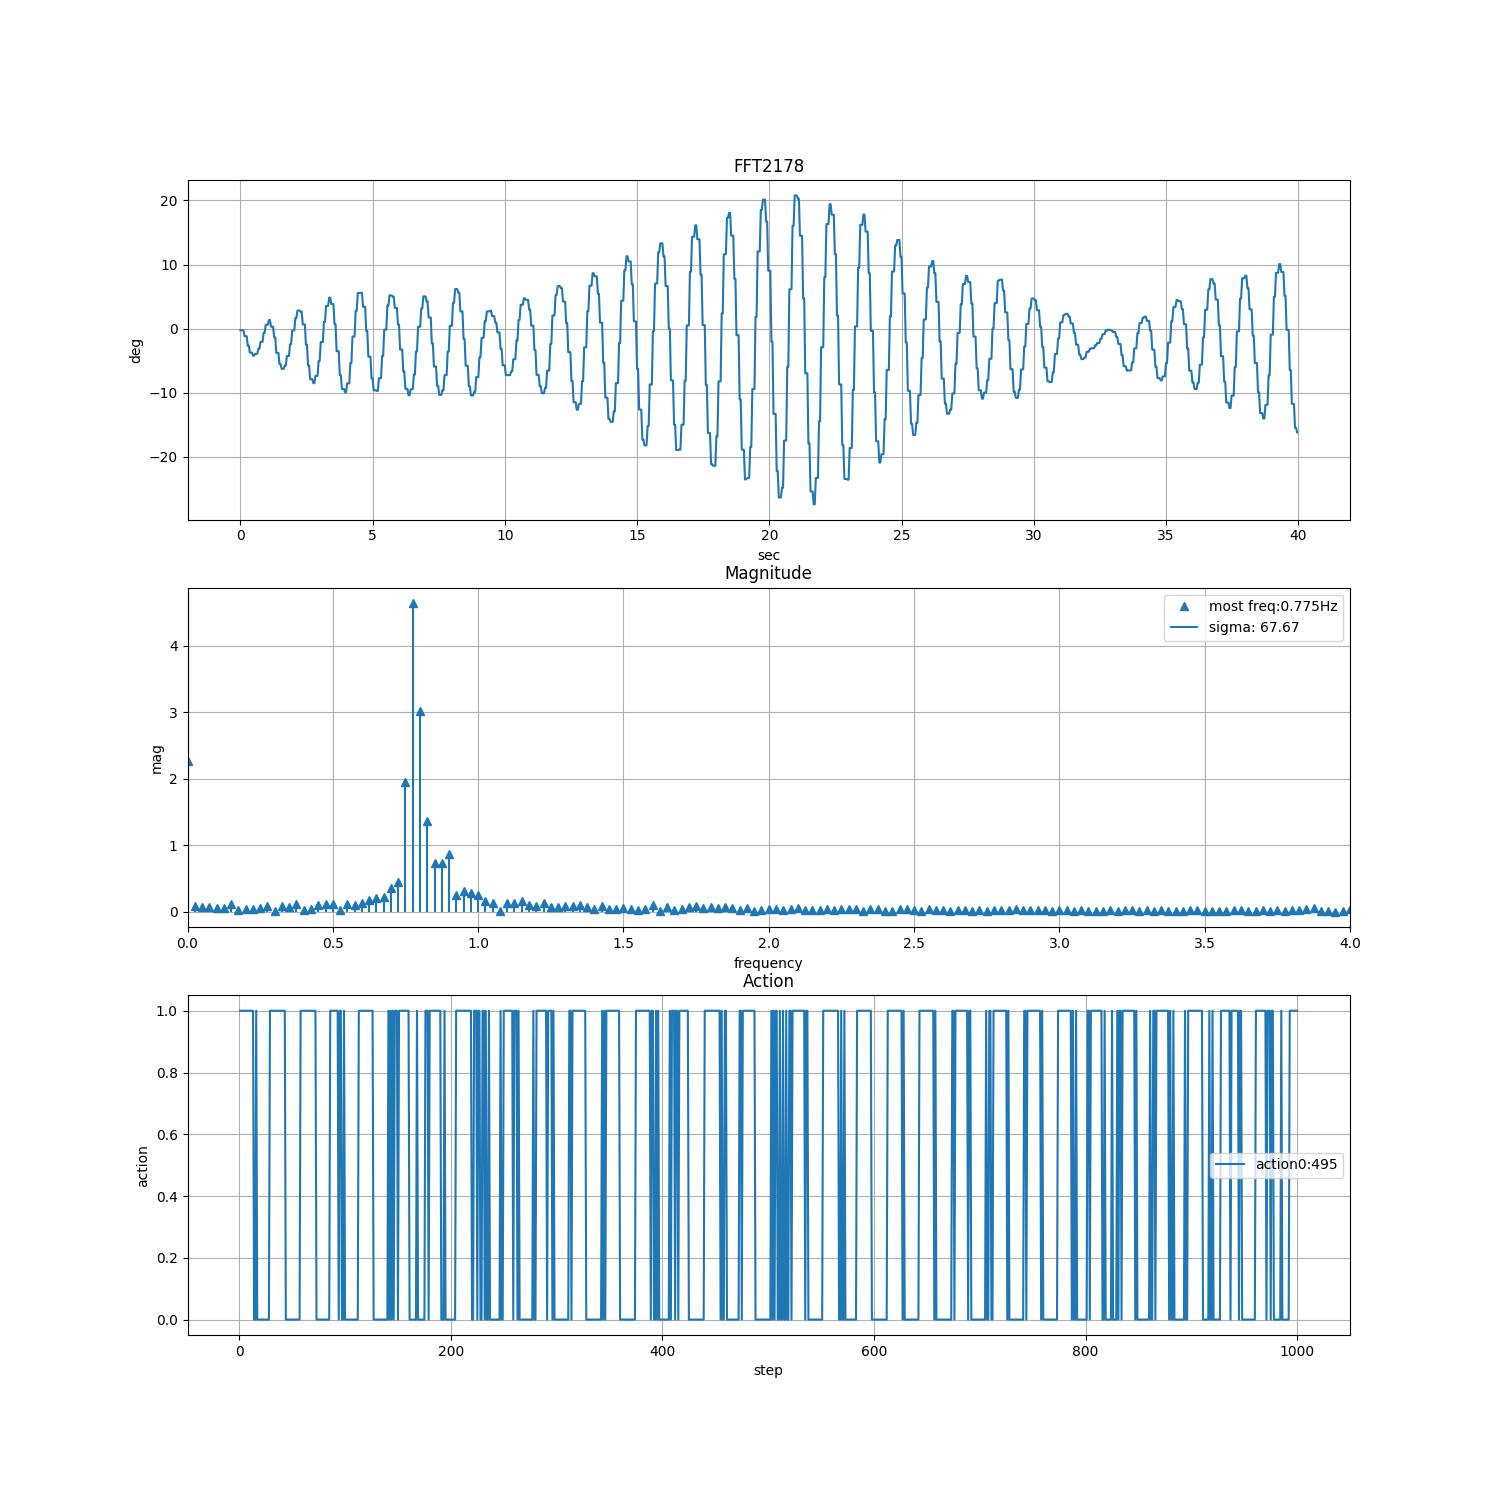 FFT2178
20
10
0
−10
−20
deg
0 5 10 15 20 25 30 35 40
sec
Magnitude
most freq:0.775Hz
sigma: 67.67
4
3
2
1
0
mag
0.0 0.5 1.0 1.5 2.0 2.5 3.0 3.5 4.0
frequency
Action
1.0
0.8
0.6
0.4
0.2
0.0
action
action0:495
0 200 400 600 800 1000
step